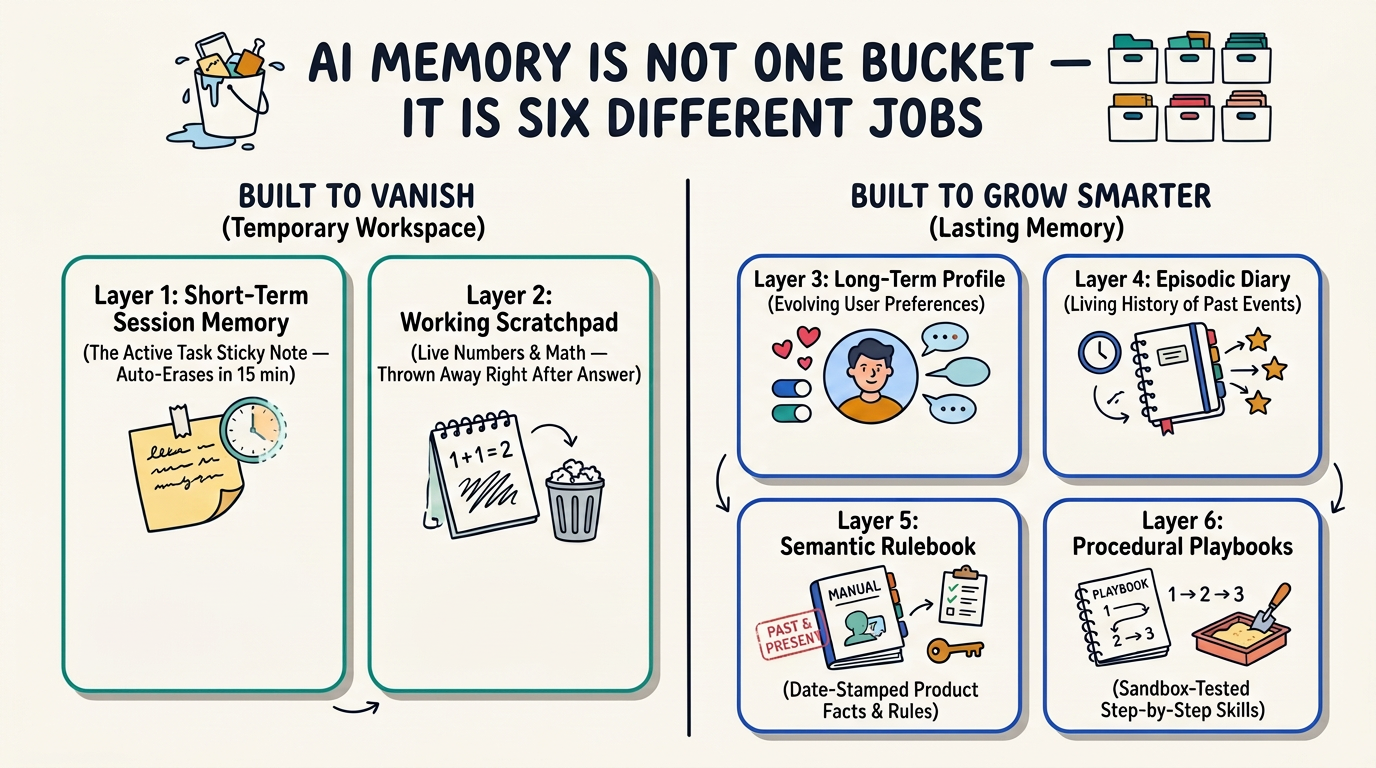 AI MEMORY IS NOT ONE BUCKET —
IT IS SIX DIFFERENT JOBS
BUILT TO VANISH
(Temporary Workspace)
Layer 1: Short-Term
Session Memory
(The Active Task Sticky Note —
Auto-Erases in 15 min)
Layer 2:
Working Scratchpad
(Live Numbers & Math —
Thrown Away Right After Answer)
1+1=2
BUILT TO GROW SMARTER
(Lasting Memory)
Layer 3: Long-Term Profile
(Evolving User Preferences)
Layer 4: Episodic Diary
(Living History of Past Events)
Layer 5:
Semantic Rulebook
MANUAL
PAST &
PRESENT
(Date-Stamped Product
Facts & Rules)
Layer 6:
Procedural Playbooks
PLAYBOOK
1
2→3
1→2→3
(Sandbox-Tested
Step-by-Step Skills)